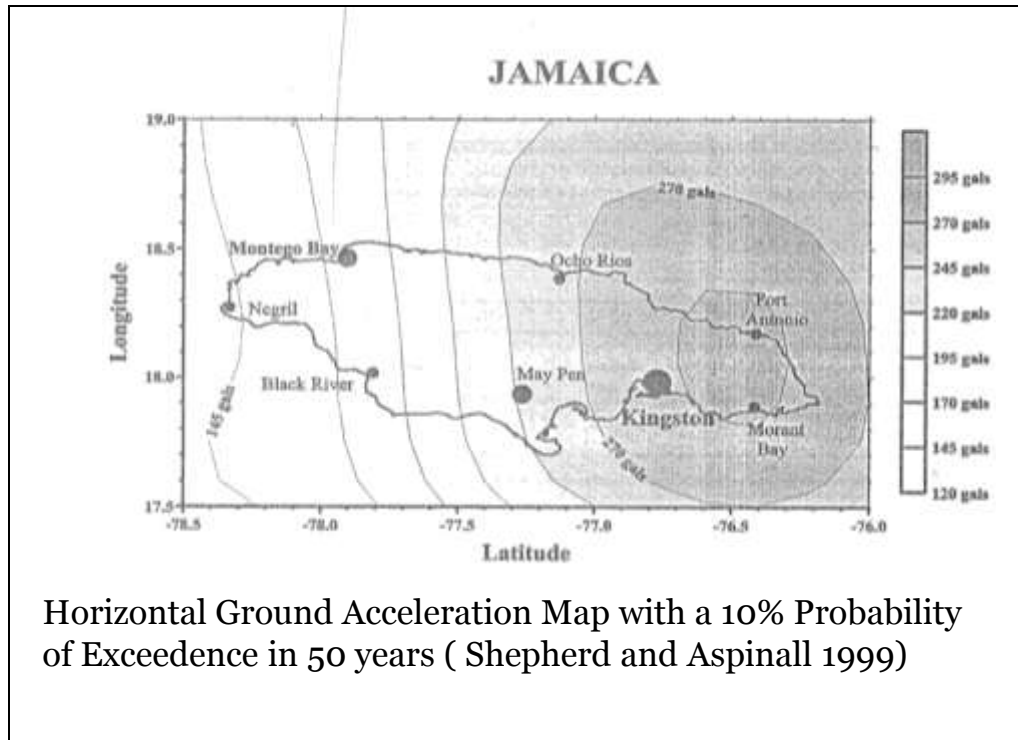 JAMAICA
19.0
18.5
18.0
17.5
Longitude
Montego Bay
Ocho Rios
Negril
Port
Antonio
Black River
May Pen
Kingston
Morant
Bay
145 gals
270 gals
270 gals
295 gals
270 gals
245 gals
220 gals
195 gals
170 gals
145 gals
120 gals
-78.5
-78.0
-77.5
-77.0
-76.5
-76.0
Latitude
Horizontal Ground Acceleration Map with a 10% Probability
of Exceedence in 50 years ( Shepherd and Aspinall 1999)